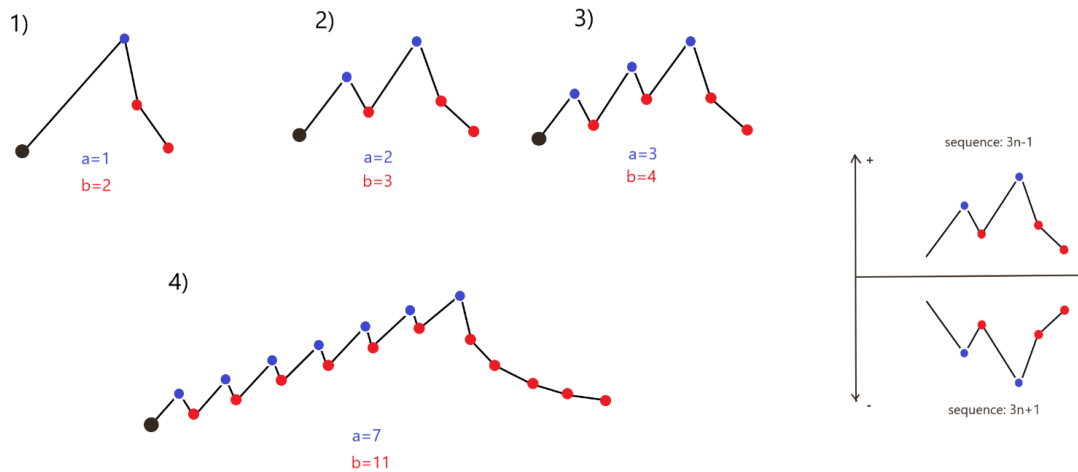 1)
2)
3)
a=1
b=2
a=2
b=3
a=3
b=4
sequence: 3n-1
+
4)
-
sequence: 3n+1
a=7
b=11